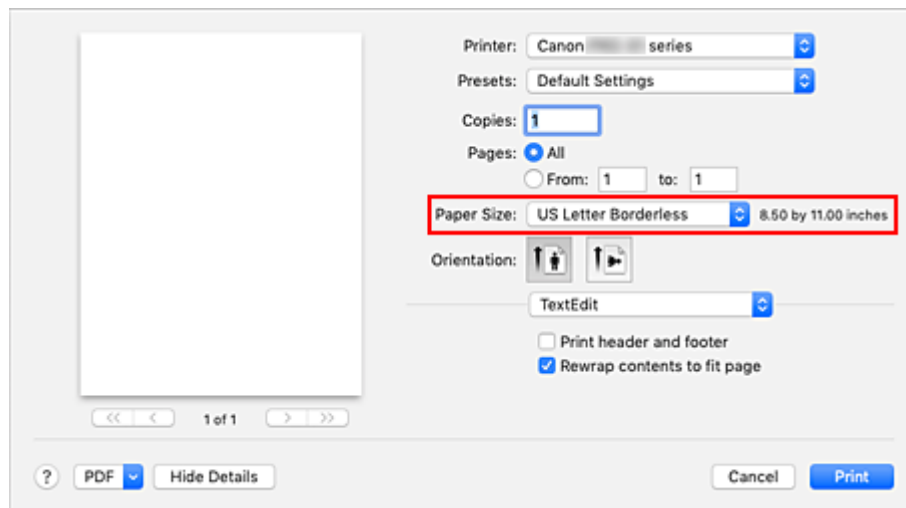 Printer: Canon series
Presets: Default Settings
Copies: 1
Pages: All
From: 1 to: 1
Paper Size: US Letter Borderless 8.50 by 11.00 inches
Orientation:
TextEdit
Print header and footer
Rewrap contents to fit page
<< < 1 of 1 > >>
? PDF Hide Details Cancel Print